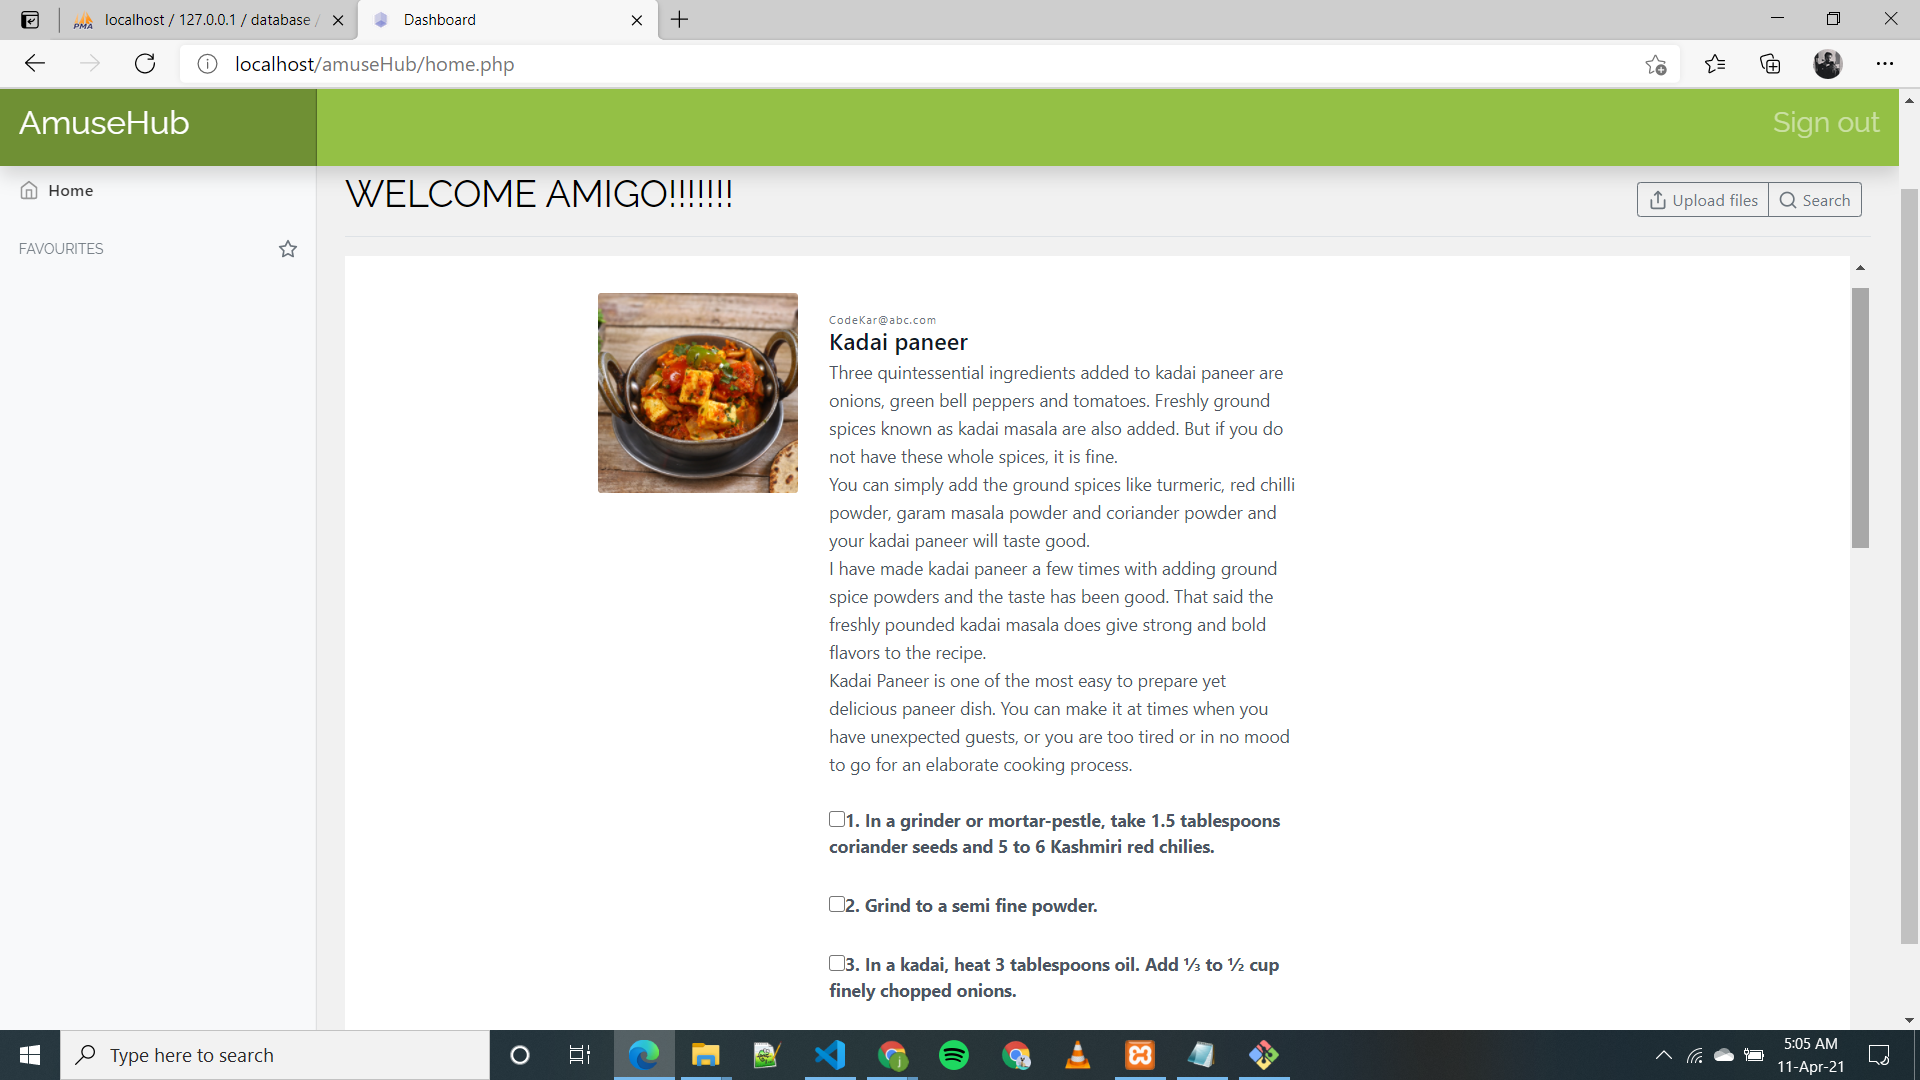 localhost / 127.0.0.1 / database /
Dashboard
localhost/amuseHub/home.php
AmuseHub
Sign out
Home
WELCOME AMIGO!!!!!!!
Upload files
Search
FAVOURITES
CodeKar@abc.com
Kadai paneer
Three quintessential ingredients added to kadai paneer are
onions, green bell peppers and tomatoes. Freshly ground
spices known as kadai masala are also added. But if you do
not have these whole spices, it is fine.
You can simply add the ground spices like turmeric, red chilli
powder, garam masala powder and coriander powder and
your kadai paneer will taste good.
I have made kadai paneer a few times with adding ground
spice powders and the taste has been good. That said the
freshly pounded kadai masala does give strong and bold
flavors to the recipe.
Kadai Paneer is one of the most easy to prepare yet
delicious paneer dish. You can make it at times when you
have unexpected guests, or you are too tired or in no mood
to go for an elaborate cooking process.
1. In a grinder or mortar-pestle, take 1.5 tablespoons
coriander seeds and 5 to 6 Kashmiri red chilies.
2. Grind to a semi fine powder.
3. In a kadai, heat 3 tablespoons oil. Add ⅓ to ½ cup
finely chopped onions.
Type here to search
5:05 AM
11-Apr-21